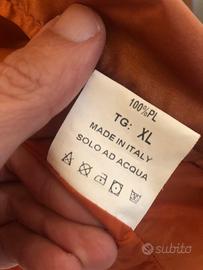 100%PL
TG: XL
MADE IN ITALY
SOLO AD ACQUA
subito